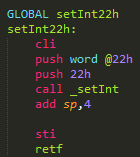 GLOBAL setInt22h
setInt22h:
cli
push word @22h
push 22h
call _setInt
add sp,4
sti
retf